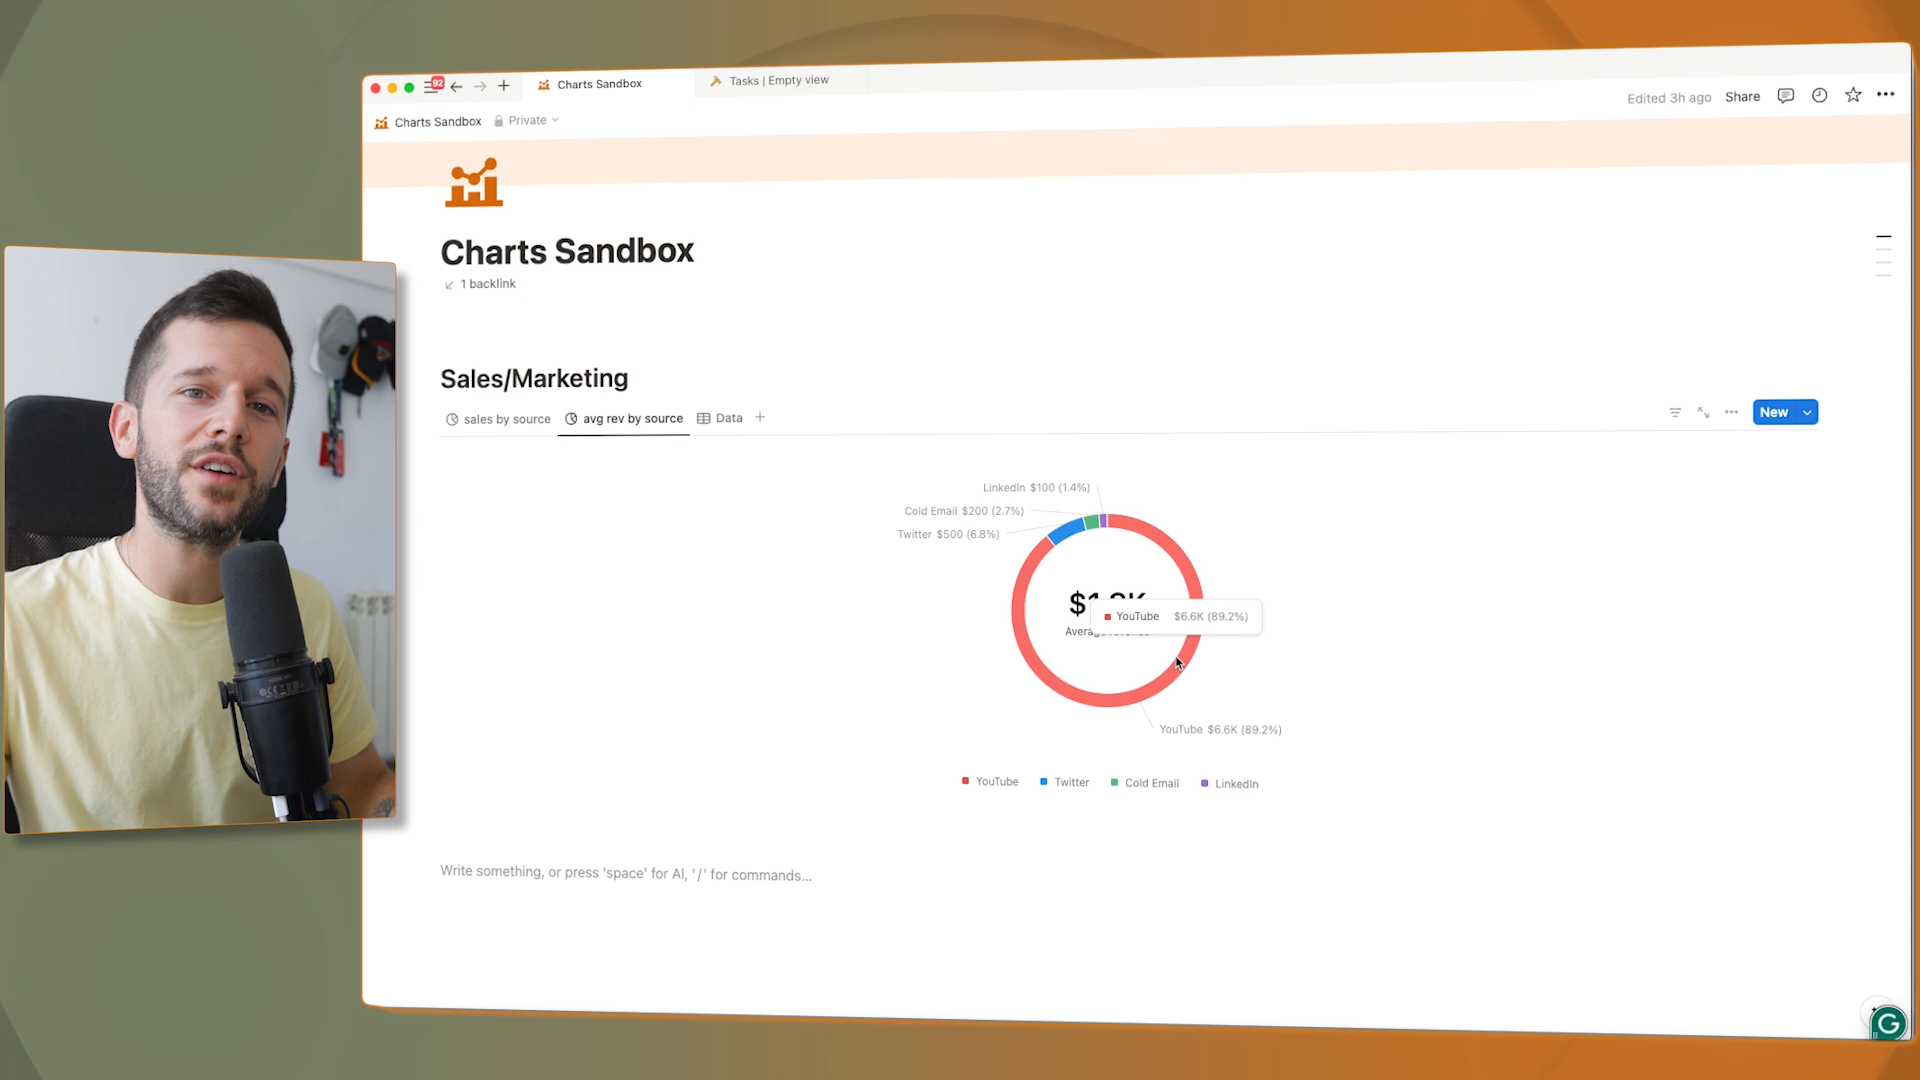 92
Charts Sandbox
Tasks | Empty view
Charts Sandbox Private
Edited 3h ago Share
Charts Sandbox
1 backlink
Sales/Marketing
sales by source avg rev by source Data
New
LinkedIn $100 (1.4%)
Cold Email $200 (2.7%)
Twitter $500 (6.8%)
YouTube $6.6K (89.2%)
YouTube $6.6K (89.2%)
YouTube Twitter Cold Email LinkedIn
Write something, or press 'space' for AI, '/' for commands...
G